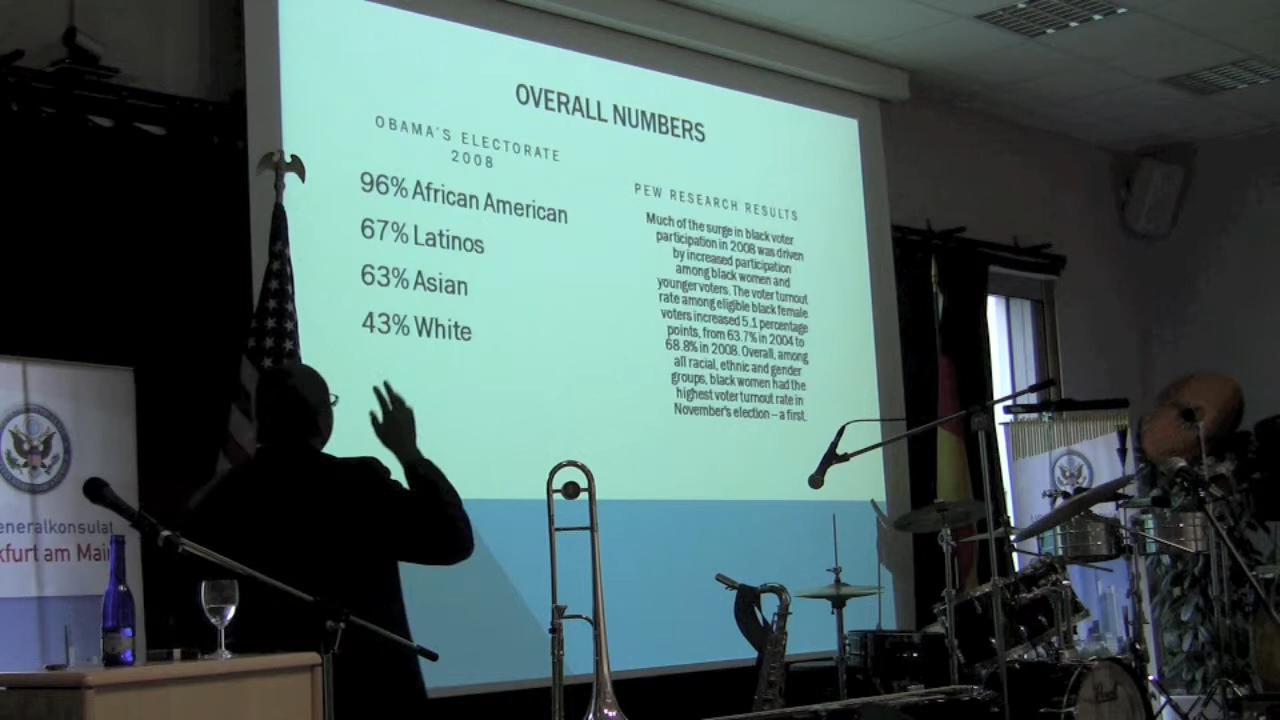 OVERALL NUMBERS
OBAMA'S ELECTORATE
2008
96% African American
67% Latinos
63% Asian
43% White
PEW RESEARCH RESULTS
Much of the surge in black voter
participation in 2008 was driven
by increased participation
among black women and
younger voters. The voter turnout
rate among eligible black female
voters increased 5.1 percentage
points, from 63.7% in 2004 to
68.8% in 2008. Overall, among
all racial, ethnic and gender
groups, black women had the
highest voter turnout rate in
November's election – a first.
eneralkonsulat
kfurt am Mai
Pearl